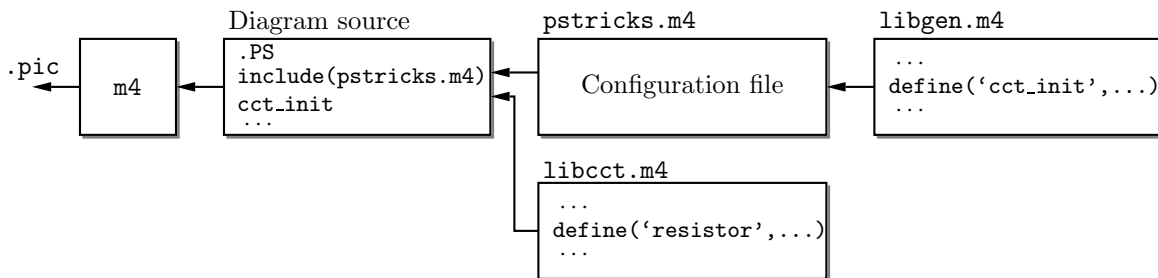 .pic
m4
Diagram source
.PS
include(pstricks.m4)
cct_init
...
pstricks.m4
Configuration file
libgen.m4
...
define(‘cct_init’,...)
...
libcct.m4
...
define(‘resistor’,...)
...